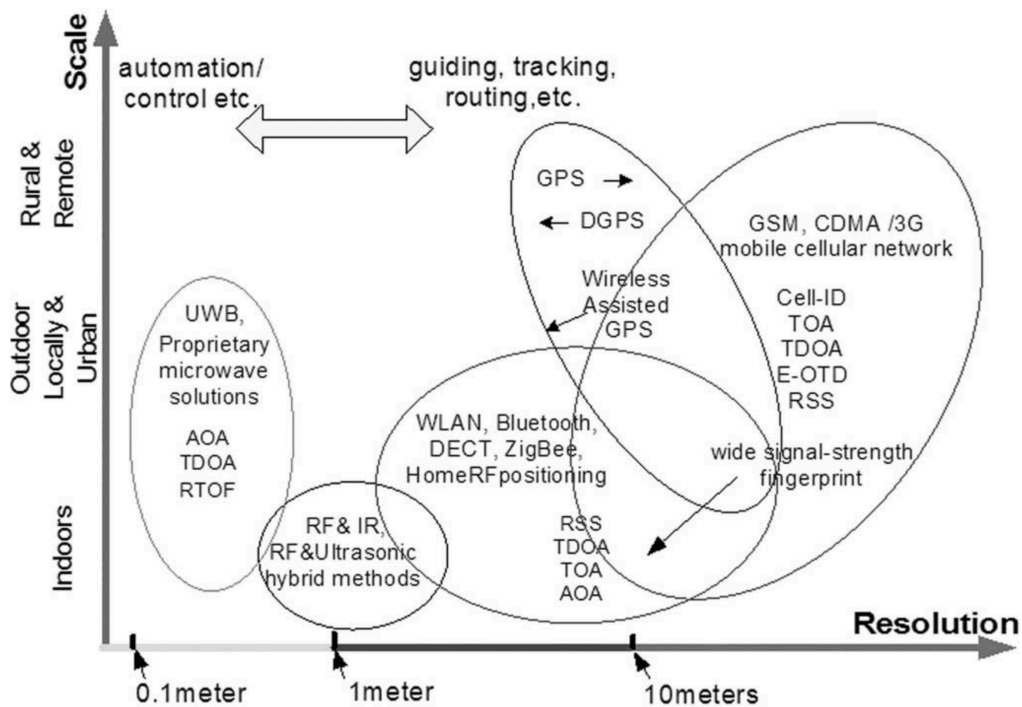 Scale
automation/
control etc.
guiding, tracking,
routing,etc.
Rural &
Remote
GPS
DGPS
GSM, CDMA /3G
mobile cellular network
Outdoor
Locally &
Urban
Wireless
Assisted
GPS
Cell-ID
TOA
TDOA
E-OTD
RSS
UWB,
Proprietary
microwave
solutions
AOA
TDOA
RTOF
WLAN, Bluetooth,
DECT, ZigBee,
HomeRFpositioning
wide signal-strength
fingerprint
Indoors
RF& IR,
RF&Ultrasonic
hybrid methods
RSS
TDOA
TOA
AOA
Resolution
0.1meter
1meter
10meters